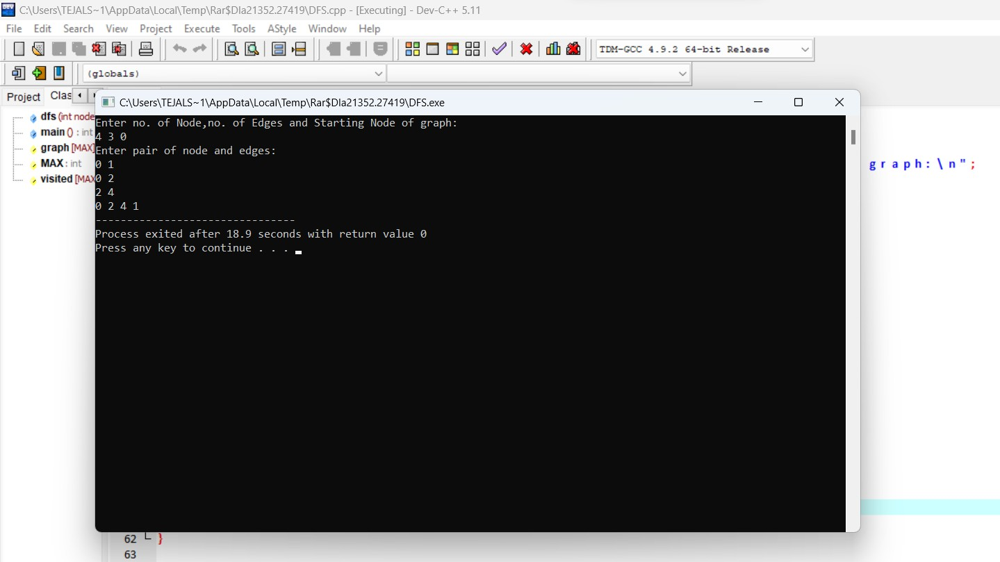 C:\Users\TEJALS~1\AppData\Local\Temp\Rar$DIa21352.27419\DFS.cpp - [Executing] - Dev-C++ 5.11
File Edit Search View Project Execute Tools AStyle Window Help
TDM-GCC 4.9.2 64-bit Release
(globals)
Project Clas
C:\Users\TEJALS~1\AppData\Local\Temp\Rar$DIa21352.27419\DFS.exe
dfs (int node
main () : int
graph [MAX]
MAX : int
visited [MAX
Enter no. of Node,no. of Edges and Starting Node of graph:
4 3 0
Enter pair of node and edges:
0 1
0 2
2 4
0 2 4 1
--------------------------------
Process exited after 18.9 seconds with return value 0
Press any key to continue . . .
graph:\n";
62 }
63